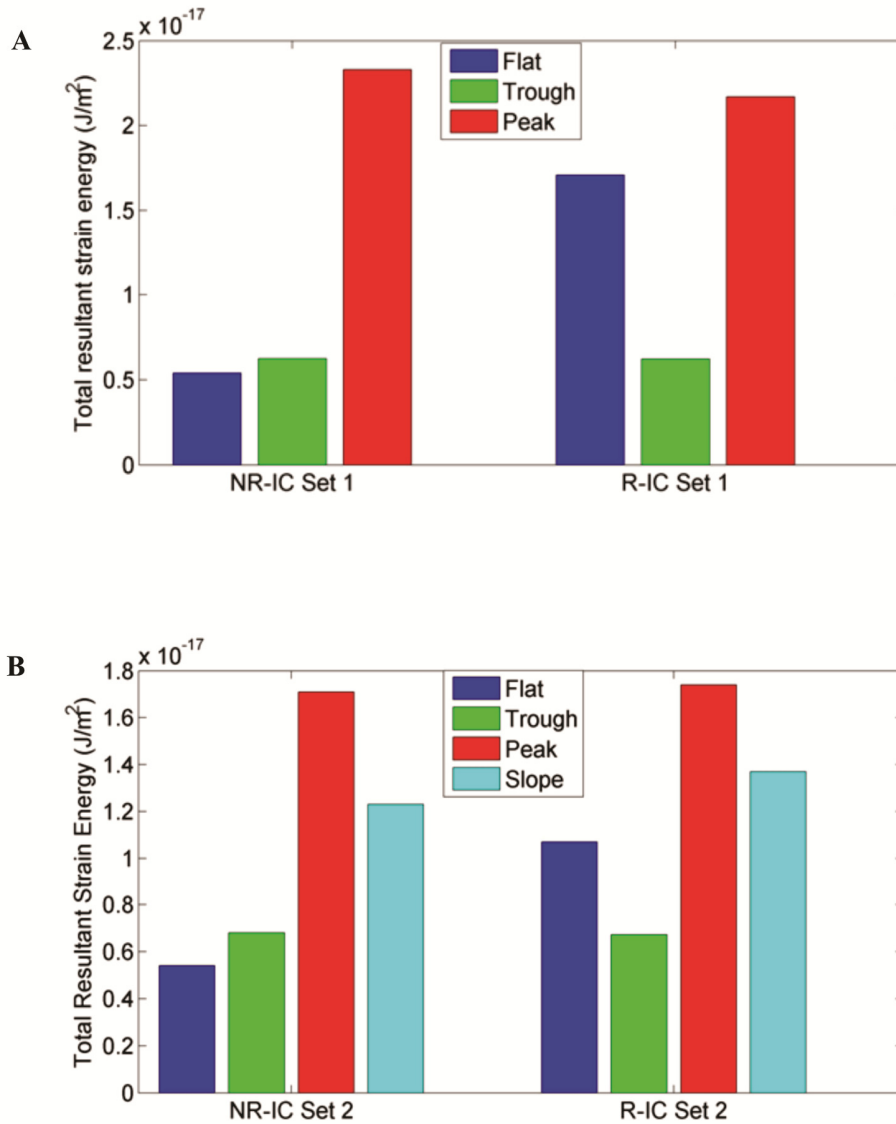 A
x 10-17
Total resultant strain energy (J/m2)
2.5
2
1.5
1
0.5
0
Flat
Trough
Peak
NR-IC Set 1
R-IC Set 1
B
x 10-17
Total Resultant Strain Energy (J/m2)
1.8
1.6
1.4
1.2
1
0.8
0.6
0.4
0.2
0
Flat
Trough
Peak
Slope
NR-IC Set 2
R-IC Set 2